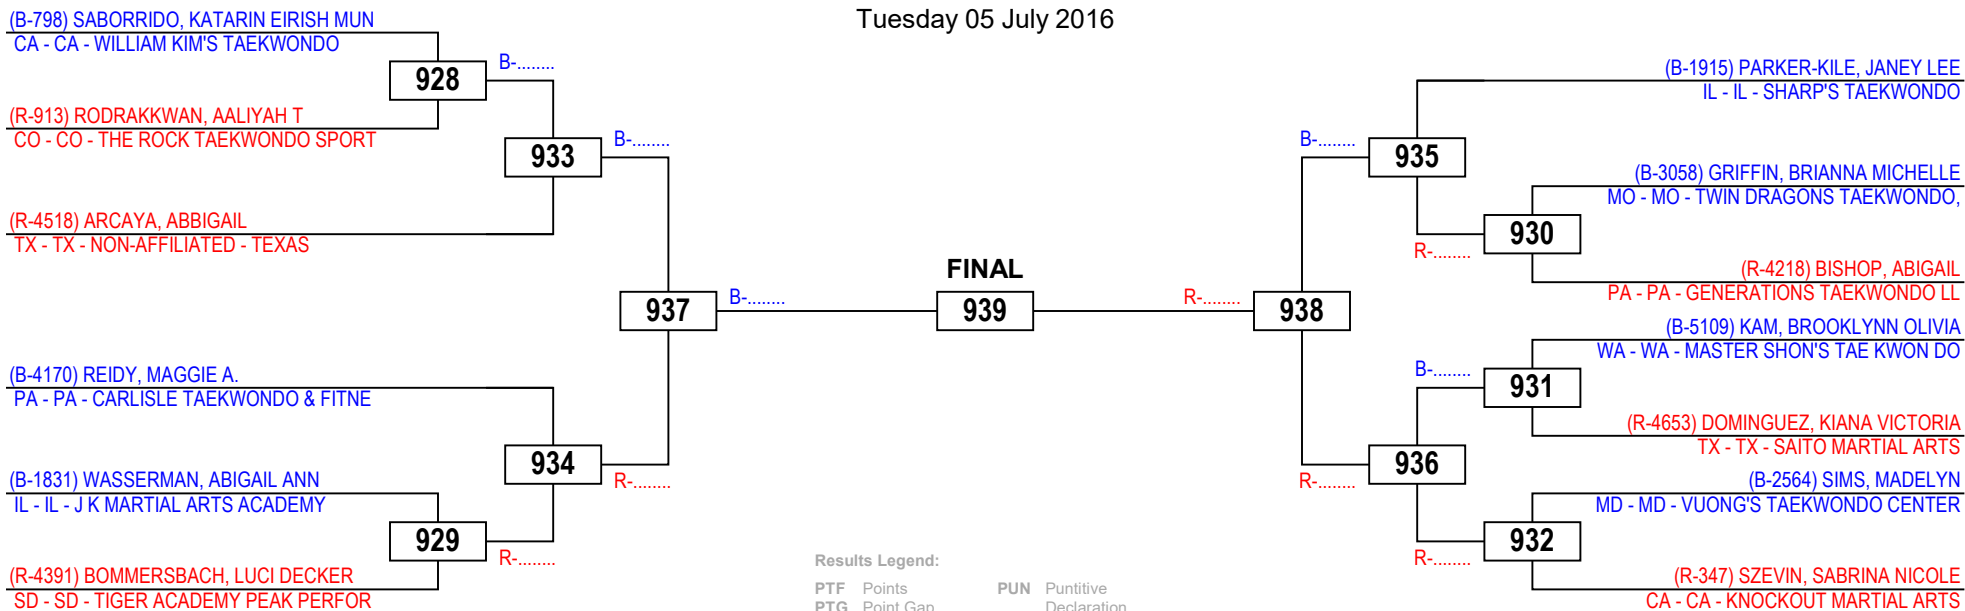 Tuesday 05 July 2016
(B-798) SABORRIDO, KATARIN EIRISH MUN
CA - CA - WILLIAM KIM'S TAEKWONDO
928
B-........
(R-913) RODRAKKWAN, AALIYAH T
CO - CO - THE ROCK TAEKWONDO SPORT
933
B-........
(R-4518) ARCAYA, ABBIGAIL
TX - TX - NON-AFFILIATED - TEXAS
937
B-........
(B-4170) REIDY, MAGGIE A.
PA - PA - CARLISLE TAEKWONDO & FITNE
934
R-........
(B-1831) WASSERMAN, ABIGAIL ANN
IL - IL - J K MARTIAL ARTS ACADEMY
929
R-........
(R-4391) BOMMERSBACH, LUCI DECKER
SD - SD - TIGER ACADEMY PEAK PERFOR
FINAL
939
(B-1915) PARKER-KILE, JANEY LEE
IL - IL - SHARP'S TAEKWONDO
B-........
935
(B-3058) GRIFFIN, BRIANNA MICHELLE
MO - MO - TWIN DRAGONS TAEKWONDO,
930
R-........
(R-4218) BISHOP, ABIGAIL
PA - PA - GENERATIONS TAEKWONDO LL
R-........
938
(B-5109) KAM, BROOKLYNN OLIVIA
WA - WA - MASTER SHON'S TAE KWON DO
B-........
931
(R-4653) DOMINGUEZ, KIANA VICTORIA
TX - TX - SAITO MARTIAL ARTS
936
R-........
(B-2564) SIMS, MADELYN
MD - MD - VUONG'S TAEKWONDO CENTER
932
R-........
(R-347) SZEVIN, SABRINA NICOLE
CA - CA - KNOCKOUT MARTIAL ARTS
Results Legend:
PTF Points PUN Puntitive
PTG Point Gap Declaration